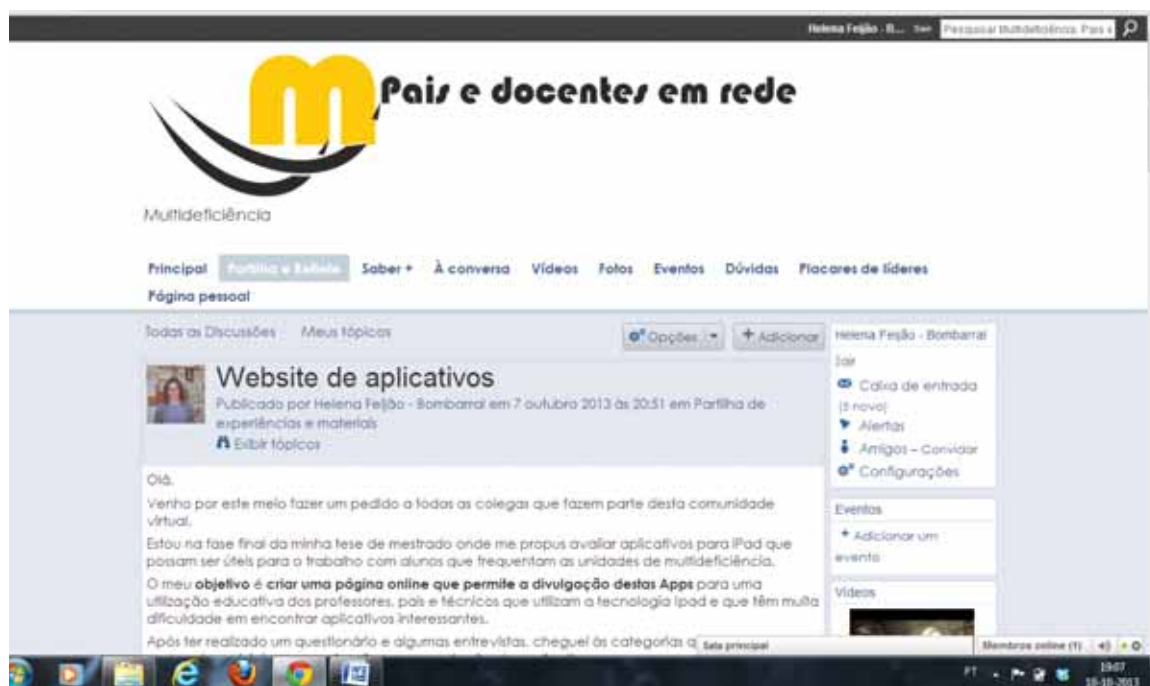 Helena Feijão - B... Sair Pesquisar Multideficiência. Pais e
m Pais e docentes em rede
Multideficiência
Principal Partilha e Reflete Saber + À conversa Vídeos Fotos Eventos Dúvidas Placares de líderes
Página pessoal
Todas as Discussões Meus tópicos
Opções + Adicionar
Website de aplicativos
Publicado por Helena Feijão - Bombarral em 7 outubro 2013 às 20:51 em Partilha de
experiências e materiais
Exibir tópicos
Olá.
Venho por este meio fazer um pedido a todas as colegas que fazem parte desta comunidade
virtual.
Estou na fase final da minha tese de mestrado onde me propus avaliar aplicativos para iPad que
possam ser úteis para o trabalho com alunos que frequentam as unidades de multideficiência.
O meu objetivo é criar uma página online que permite a divulgação destas Apps para uma
utilização educativa dos professores, pais e técnicos que utilizam a tecnologia Ipad e que têm muita
dificuldade em encontrar aplicativos interessantes.
Após ter realizado um questionário e algumas entrevistas, cheguei às categorias q
Helena Feijão - Bombarral
Sair
Caixa de entrada
(5 novo)
Alertas
Amigos – Convidar
Configurações
Eventos
+ Adicionar um
evento
Vídeos
Sala principal
Membros online (1)
PT
19:07
18-10-2013